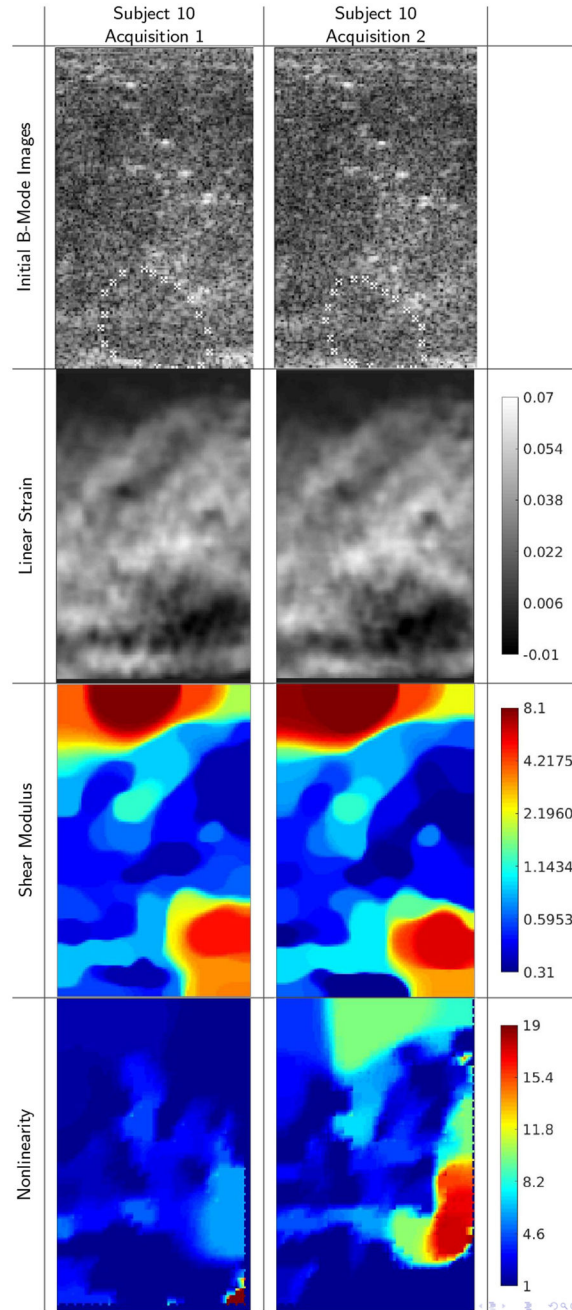 Subject 10
Acquisition 1
Subject 10
Acquisition 2
Initial B-Mode Images
Linear Strain
0.07
0.054
0.038
0.022
0.006
-0.01
Shear Modulus
8.1
4.2175
2.1960
1.1434
0.5953
0.31
Nonlinearity
19
15.4
11.8
8.2
4.6
1